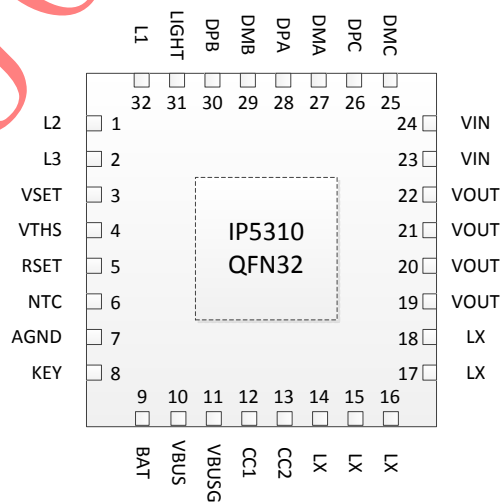 L1 LIGHT DPB DMB DPA DMA DPC DMC
32 31 30 29 28 27 26 25
L2 1 24 VIN
L3 2 23 VIN
VSET 3 22 VOUT
VTHS 4 21 VOUT
RSET 5 20 VOUT
NTC 6 19 VOUT
AGND 7 18 LX
KEY 8 17 LX
IP5310
QFN32
9 10 11 12 13 14 15 16
BAT VBUS VBUSG CC1 CC2 LX LX LX